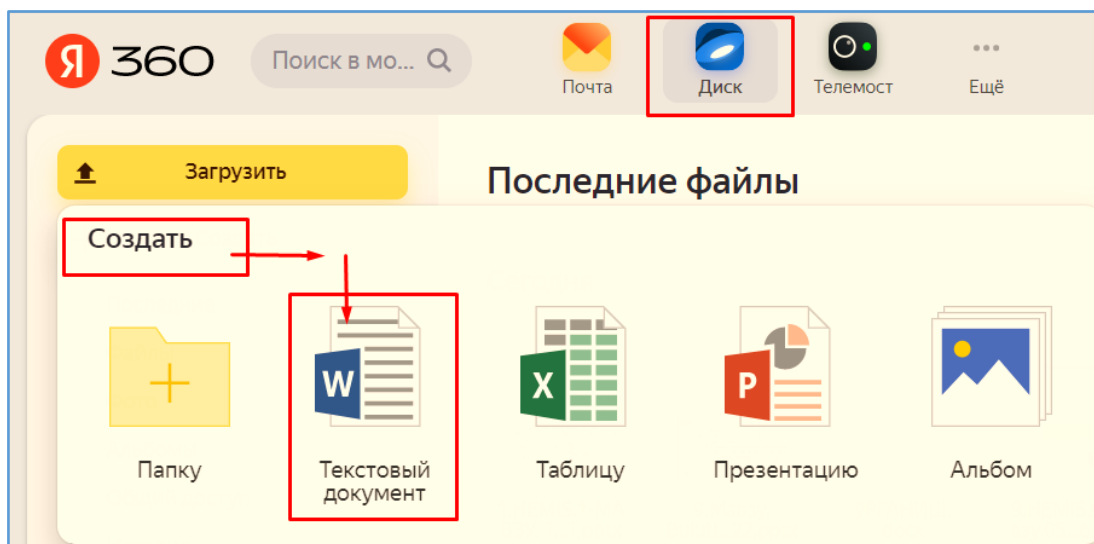 Я 360
Поиск в мо...
Почта
Диск
Телемост
Ещё
Загрузить
Последние файлы
Создать
W
X
P
Папку
Текстовый
документ
Таблицу
Презентацию
Альбом